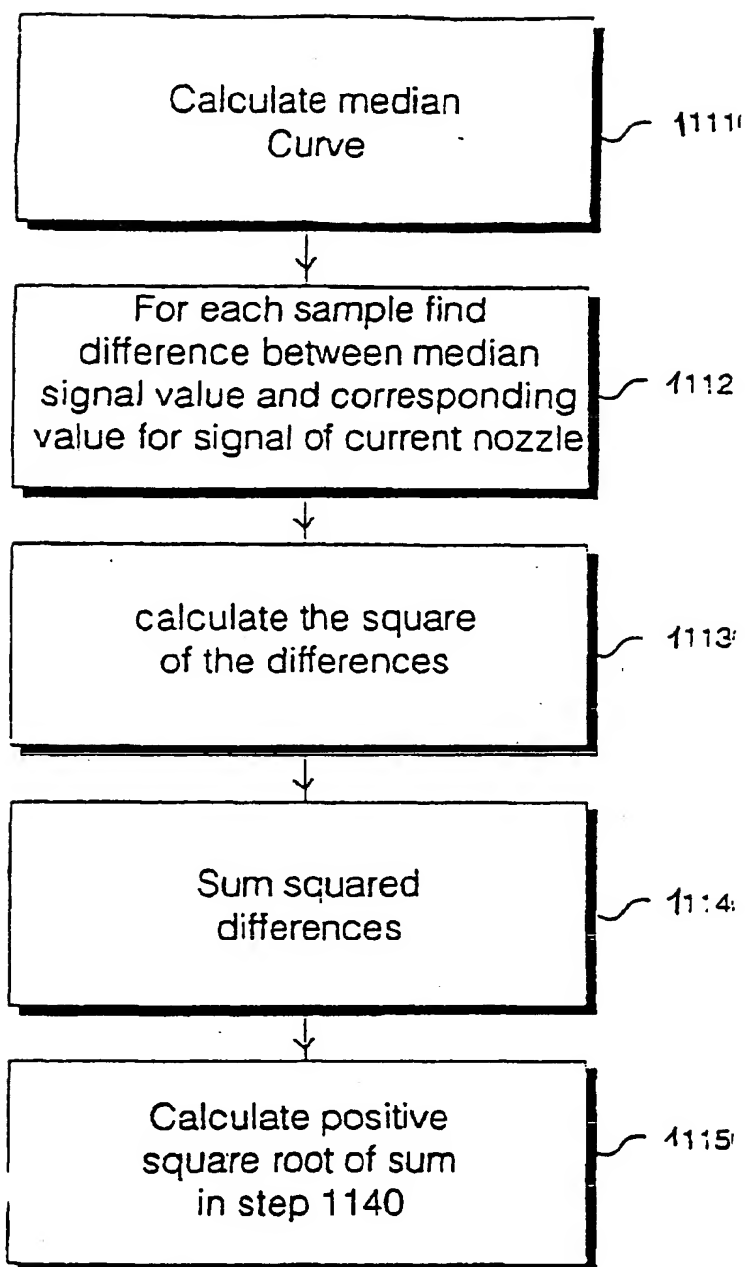 Calculate median
Curve
1111
For each sample find
difference between median
signal value and corresponding
value for signal of current nozzle
1112
calculate the square
of the differences
1113
Sum squared
differences
1114
Calculate positive
square root of sum
in step 1140
1115